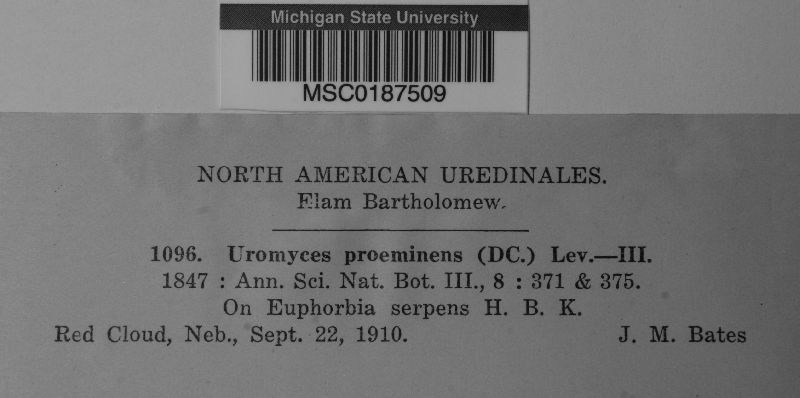 Michigan State University
MSC0187509
NORTH AMERICAN UREDINALES.
Elam Bartholomew.
1096. Uromyces proeminens (DC.) Lev.—III.
1847 : Ann. Sci. Nat. Bot. III., 8 : 371 & 375.
On Euphorbia serpens H. B. K.
Red Cloud, Neb., Sept. 22, 1910. J. M. Bates